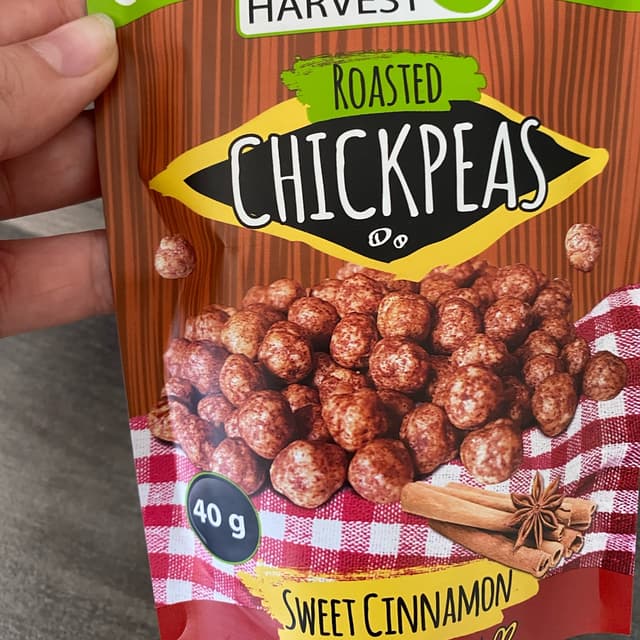 HARVEST
ROASTED
CHICKPEAS
40 g
SWEET CINNAMON